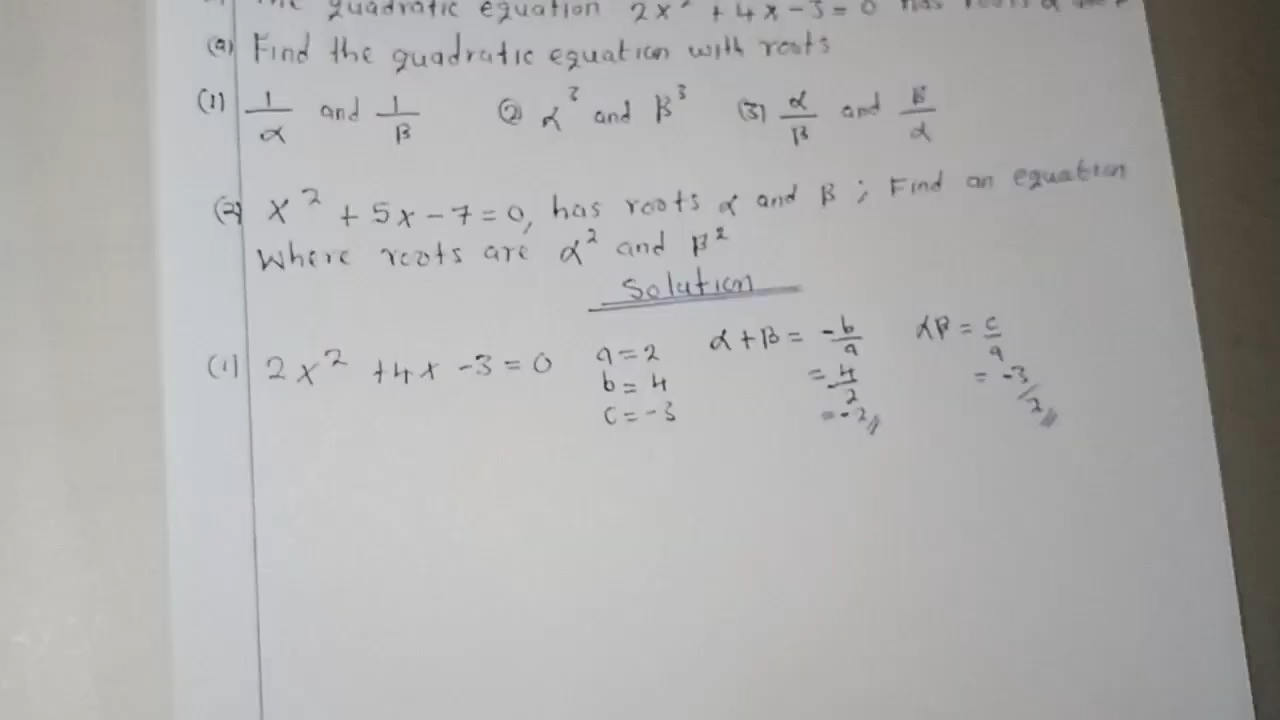 quadratic equation 2x² + 4x - 3 = 0 has roots α
(a) Find the quadratic equation with roots
(1) 1/α and 1/β (2) α³ and β³ (3) α/β and β/α
(2) x² + 5x - 7 = 0, has roots α and β; Find an equation
Where roots are α² and β²
Solution
(1) 2x² + 4x - 3 = 0 a = 2 α + β = -b/a αβ = c/a
b = 4 = -4/2 = -3/2
c = -3 = -2